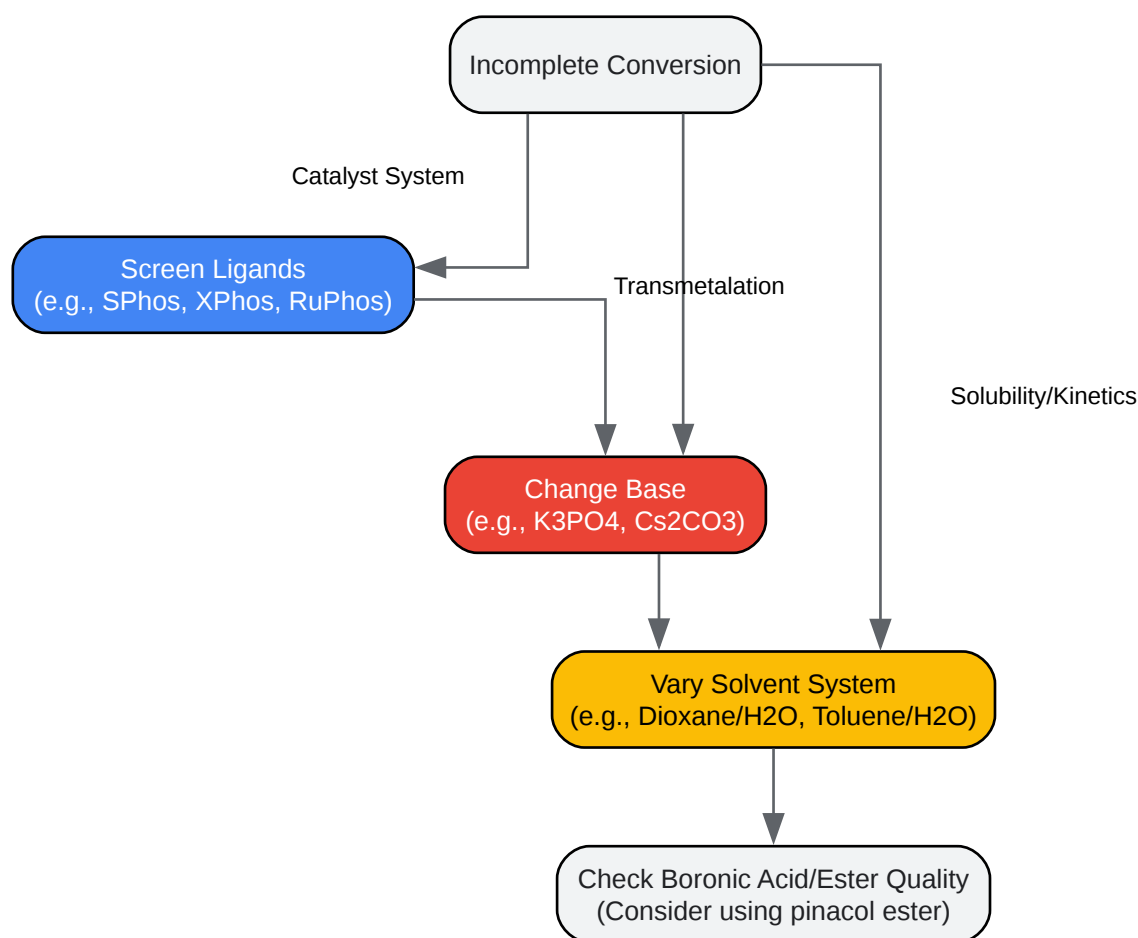 Incomplete Conversion
Catalyst System
Screen Ligands
(e.g., SPhos, XPhos, RuPhos)
Transmetalation
Solubility/Kinetics
Change Base
(e.g., K3PO4, Cs2CO3)
Vary Solvent System
(e.g., Dioxane/H2O, Toluene/H2O)
Check Boronic Acid/Ester Quality
(Consider using pinacol ester)